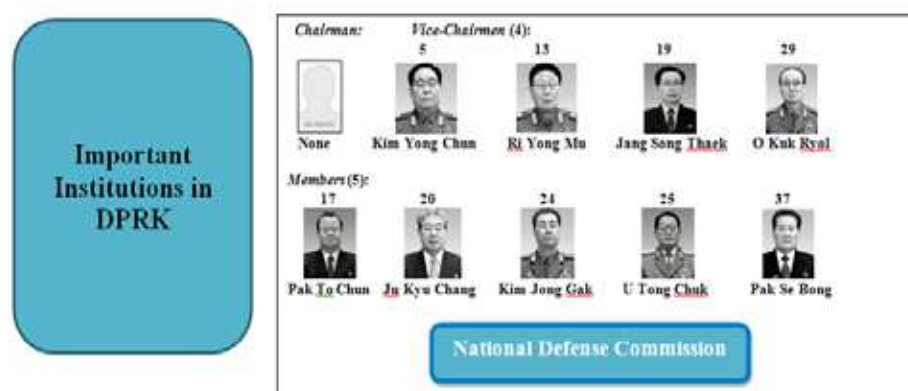 Important
Institutions in
DPRK
Chairman: Vice-Chairmen (4):
5 13 19 29
None Kim Yong Chun Ri Yong Mu Jang Song Thaek O Kuk Ryol
Members (5):
17 20 24 25 37
Pak To Chun Ju Kyu Chang Kim Jong Gak U Tong Chuk Pak Se Bong
National Defense Commission